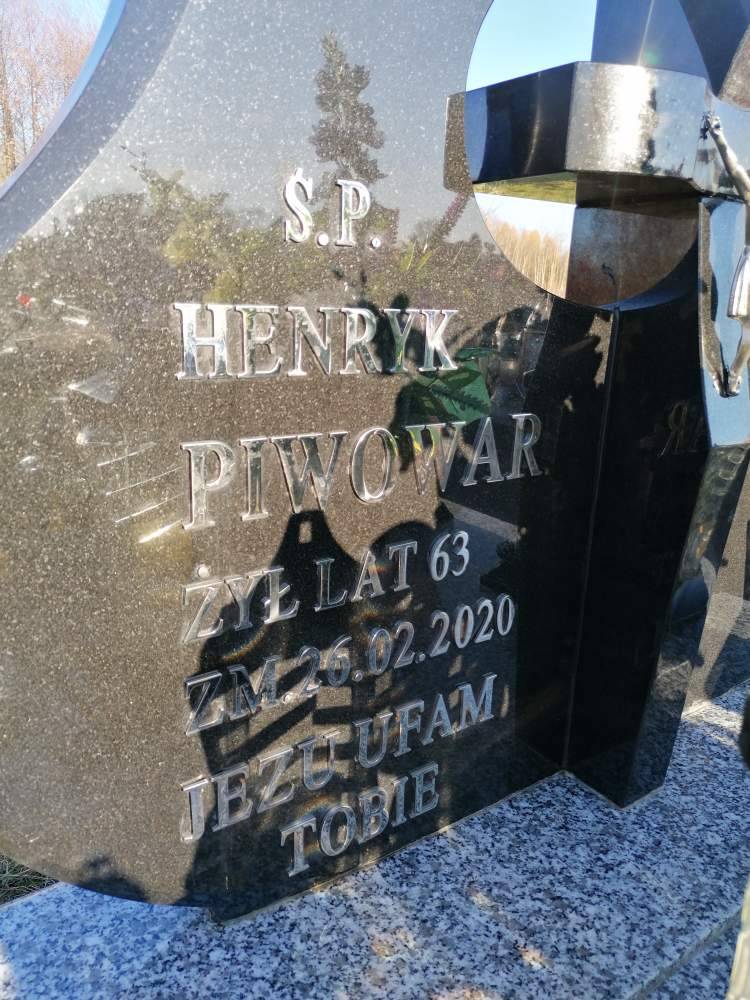 Ś.P.
HENRYK
PIWOWAR
ŻYŁ LAT 63
ZM.26.02.2020
JEZU UFAM
TOBIE